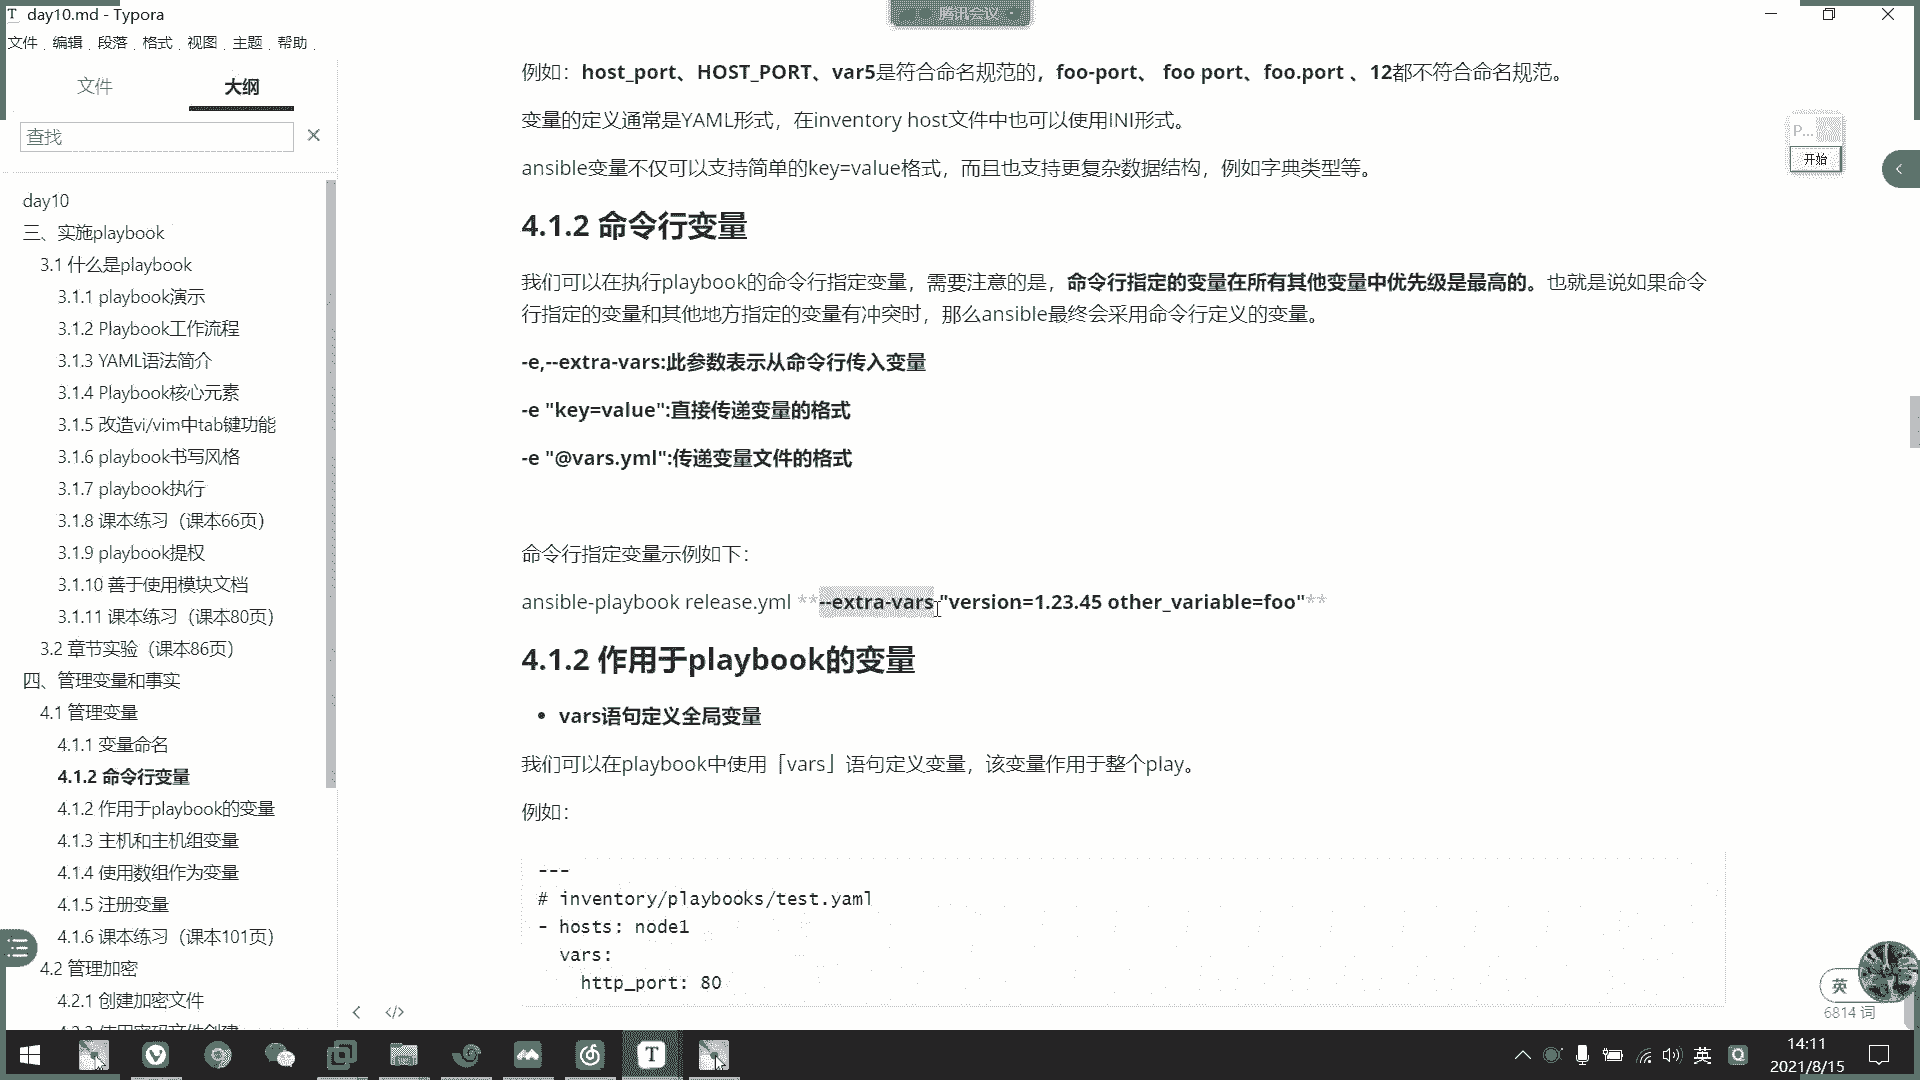 day10.md - Typora
腾讯会议
文件 编辑 段落 格式 视图 主题 帮助
文件 大纲
查找
day10
三、实施playbook
3.1 什么是playbook
3.1.1 playbook演示
3.1.2 Playbook工作流程
3.1.3 YAML语法简介
3.1.4 Playbook核心元素
3.1.5 改造vi/vim中tab键功能
3.1.6 playbook书写风格
3.1.7 playbook执行
3.1.8 课本练习（课本66页）
3.1.9 playbook提权
3.1.10 善于使用模块文档
3.1.11 课本练习（课本80页）
3.2 章节实验（课本86页）
四、管理变量和事实
4.1 管理变量
4.1.1 变量命名
4.1.2 命令行变量
4.1.2 作用于playbook的变量
4.1.3 主机和主机组变量
4.1.4 使用数组作为变量
4.1.5 注册变量
4.1.6 课本练习（课本101页）
4.2 管理加密
4.2.1 创建加密文件
例如：host_port、HOST_PORT、var5是符合命名规范的，foo-port、 foo port、foo.port 、12都不符合命名规范。
变量的定义通常是YAML形式，在inventory host文件中也可以使用INI形式。
ansible变量不仅可以支持简单的key=value格式，而且也支持更复杂数据结构，例如字典类型等。
4.1.2 命令行变量
我们可以在执行playbook的命令行指定变量，需要注意的是，命令行指定的变量在所有其他变量中优先级是最高的。也就是说如果命令
行指定的变量和其他地方指定的变量有冲突时，那么ansible最终会采用命令行定义的变量。
-e,--extra-vars:此参数表示从命令行传入变量
-e "key=value":直接传递变量的格式
-e "@vars.yml":传递变量文件的格式
命令行指定变量示例如下：
ansible-playbook release.yml **--extra-vars "version=1.23.45 other_variable=foo"**
4.1.2 作用于playbook的变量
• vars语句定义全局变量
我们可以在playbook中使用「vars」语句定义变量，该变量作用于整个play。
例如：
---
# inventory/playbooks/test.yaml
- hosts: node1
vars:
http_port: 80
P...
开始
英
6814 词
英
14:11
2021/8/15